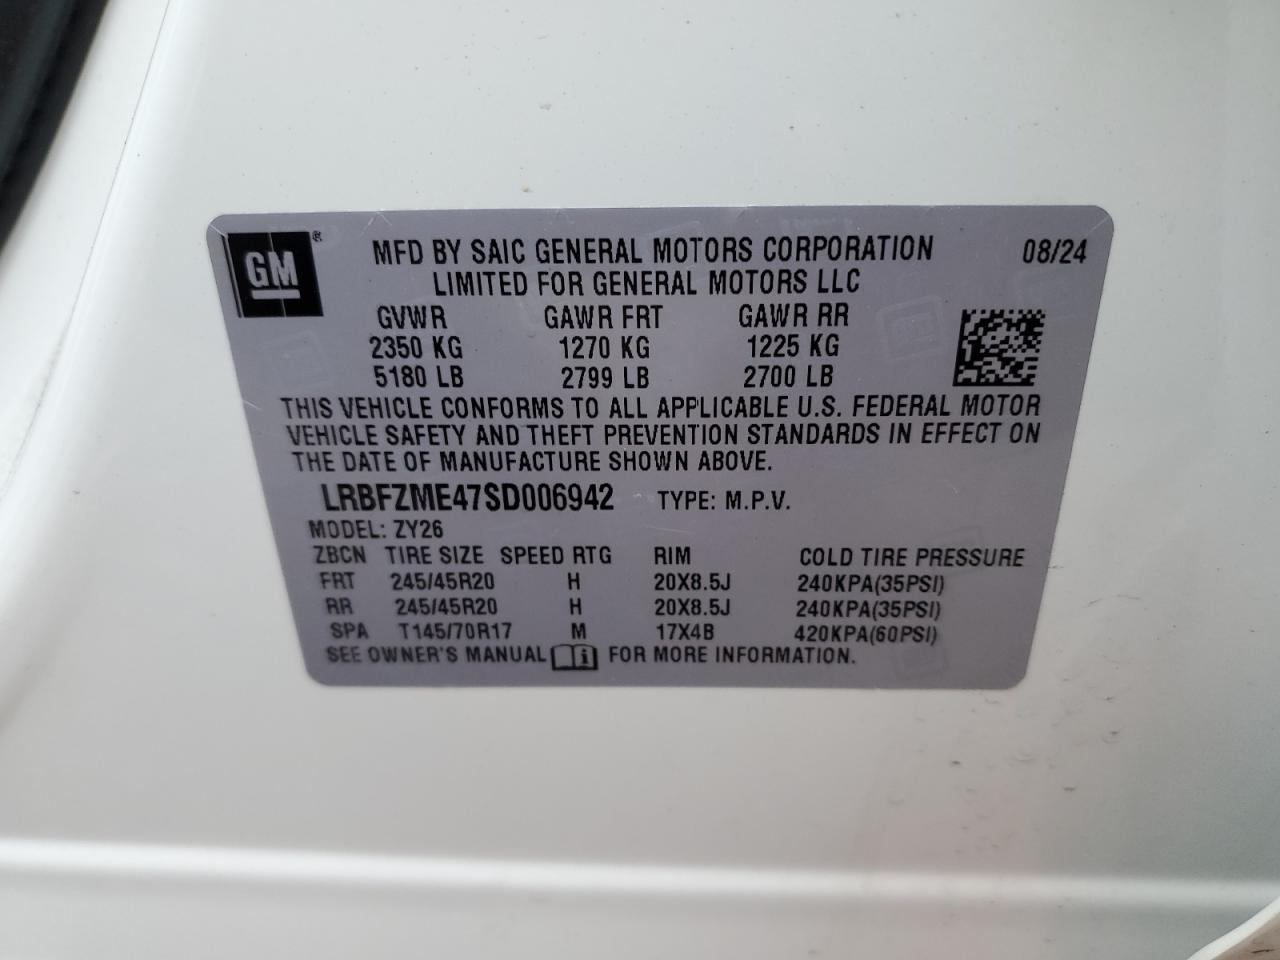 GM ®
MFD BY SAIC GENERAL MOTORS CORPORATION 08/24
LIMITED FOR GENERAL MOTORS LLC
GVWR GAWR FRT GAWR RR
2350 KG 1270 KG 1225 KG
5180 LB 2799 LB 2700 LB
THIS VEHICLE CONFORMS TO ALL APPLICABLE U.S. FEDERAL MOTOR
VEHICLE SAFETY AND THEFT PREVENTION STANDARDS IN EFFECT ON
THE DATE OF MANUFACTURE SHOWN ABOVE.
LRBFZME47SD006942 TYPE: M.P.V.
MODEL: ZY26
ZBCN TIRE SIZE SPEED RTG RIM COLD TIRE PRESSURE
FRT 245/45R20 H 20X8.5J 240KPA(35PSI)
RR 245/45R20 H 20X8.5J 240KPA(35PSI)
SPA T145/70R17 M 17X4B 420KPA(60PSI)
SEE OWNER'S MANUAL FOR MORE INFORMATION.